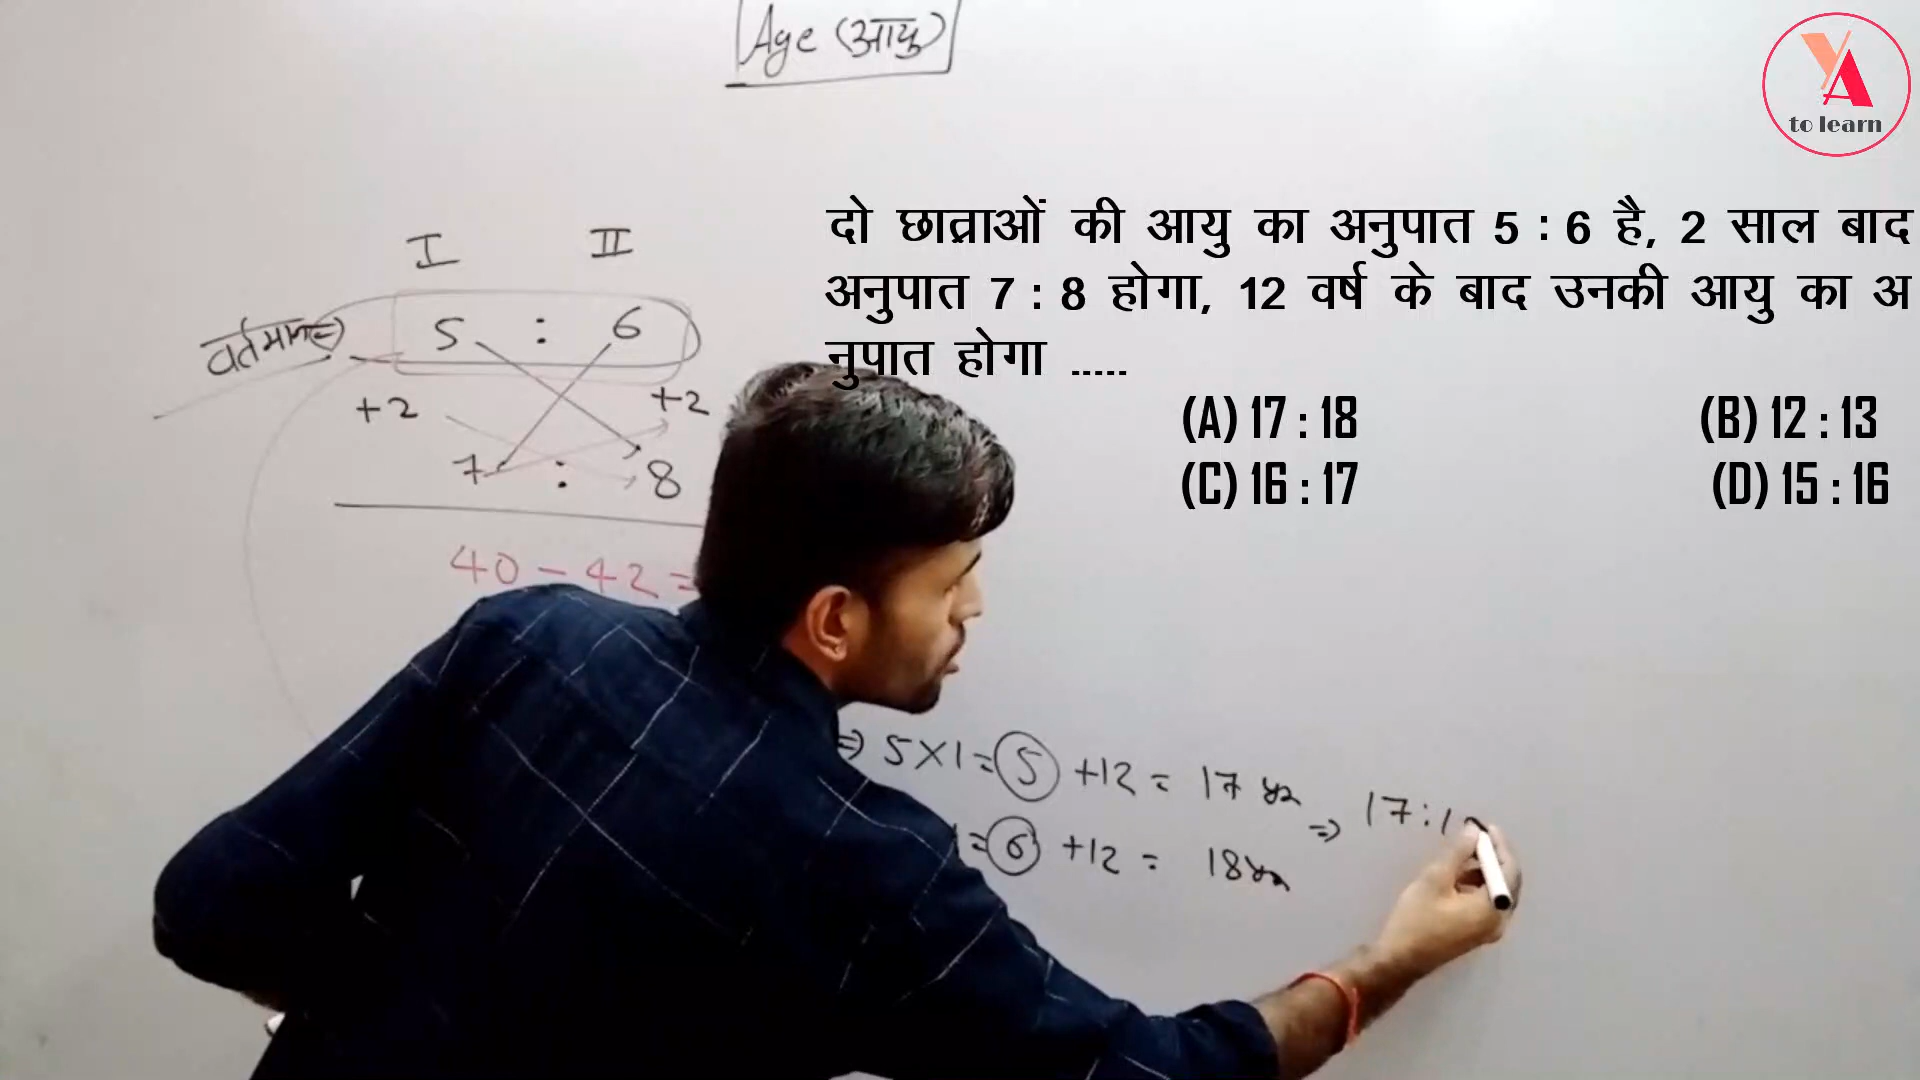 Age (आयु)
YA
to learn
दो छात्राओं की आयु का अनुपात 5 : 6 है, 2 साल बाद
अनुपात 7 : 8 होगा, 12 वर्ष के बाद उनकी आयु का अ
नुपात होगा .....
(A) 17 : 18 (B) 12 : 13
(C) 16 : 17 (D) 15 : 16
I II
वर्तमान 5 : 6
+2 +2
7 : 8
40 - 42 =
⇒ 5 X 1 = 5 + 12 = 17
= 6 + 12 = 18
⇒ 17 : 1